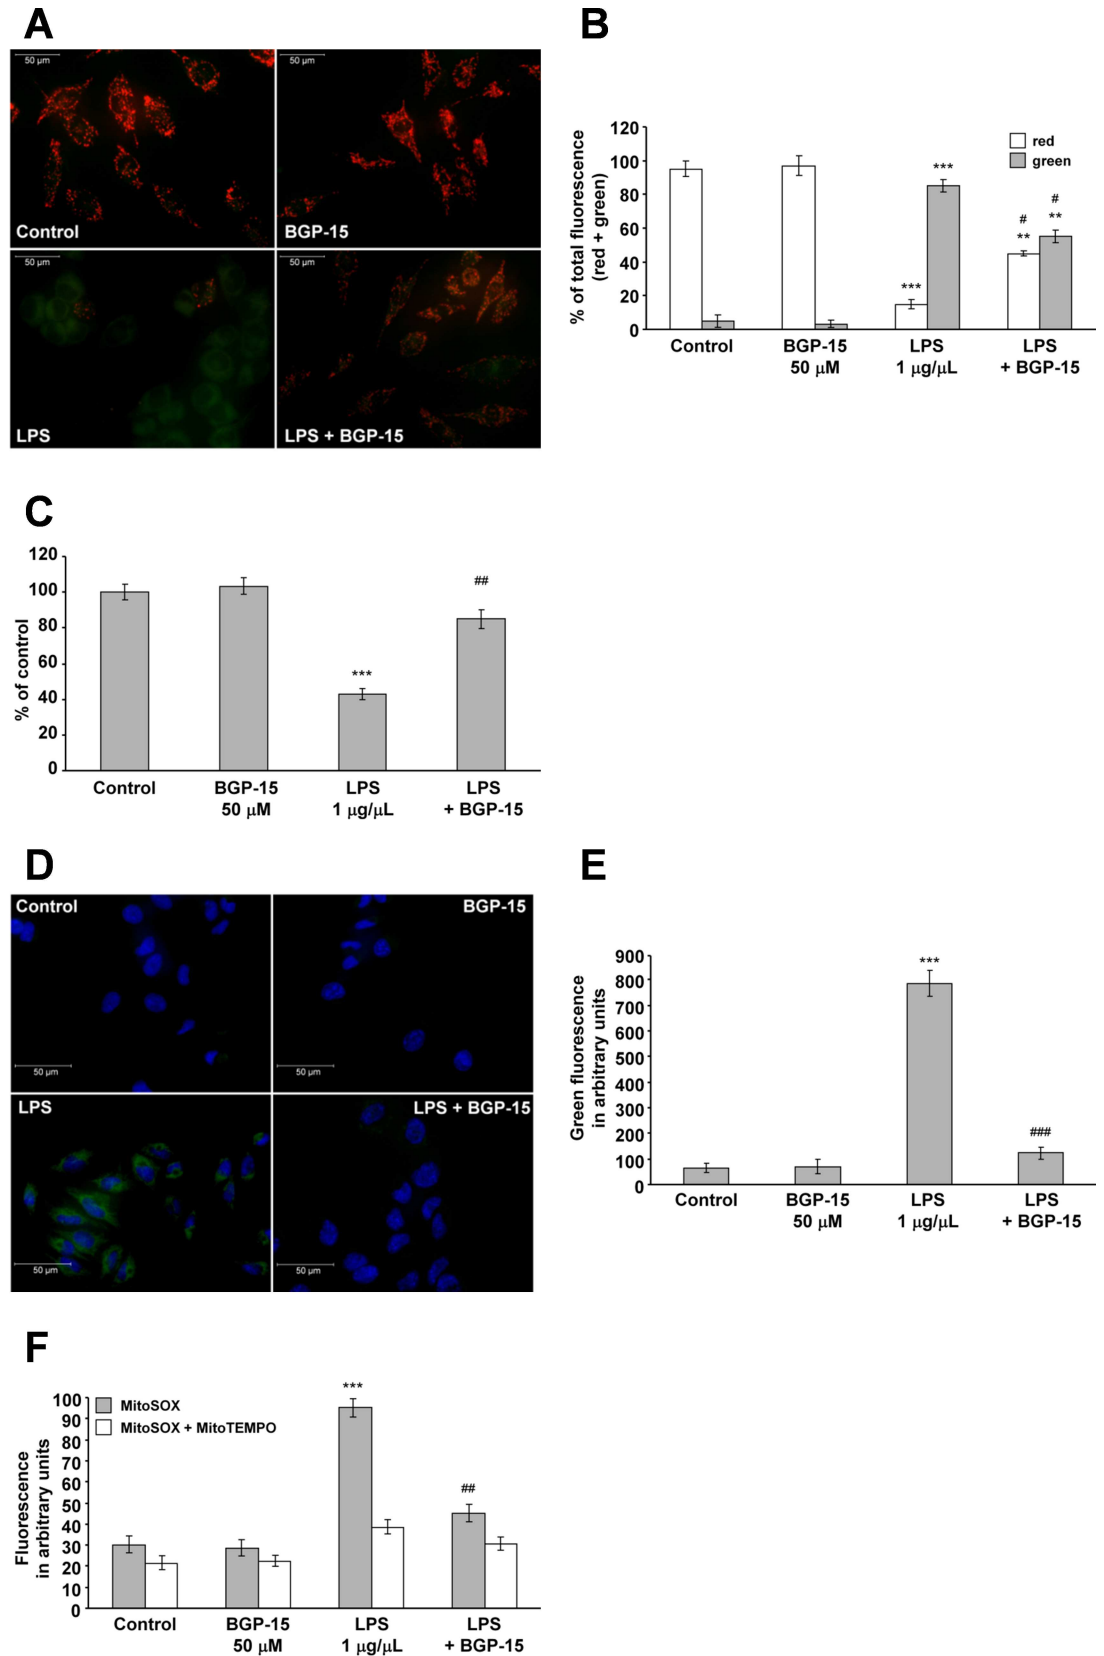 A
50 µm
50 µm
Control
BGP-15
50 µm
50 µm
LPS
LPS + BGP-15
B
% of total fluorescence
(red + green)
120
100
80
60
40
20
0
red
green
***
***
#
**
#
**
Control
BGP-15
50 µM
LPS
1 µg/µL
LPS
+ BGP-15
C
% of control
120
100
80
60
40
20
0
***
##
Control
BGP-15
50 µM
LPS
1 µg/µL
LPS
+ BGP-15
D
Control
BGP-15
50 µm
50 µm
LPS
LPS + BGP-15
50 µm
50 µm
E
Green fluorescence
in arbitrary units
900
800
700
600
500
400
300
200
100
0
***
###
Control
BGP-15
50 µM
LPS
1 µg/µL
LPS
+ BGP-15
F
Fluorescence
in arbitrary units
100
90
80
70
60
50
40
30
20
10
0
MitoSOX
MitoSOX + MitoTEMPO
***
##
Control
BGP-15
50 µM
LPS
1 µg/µL
LPS
+ BGP-15